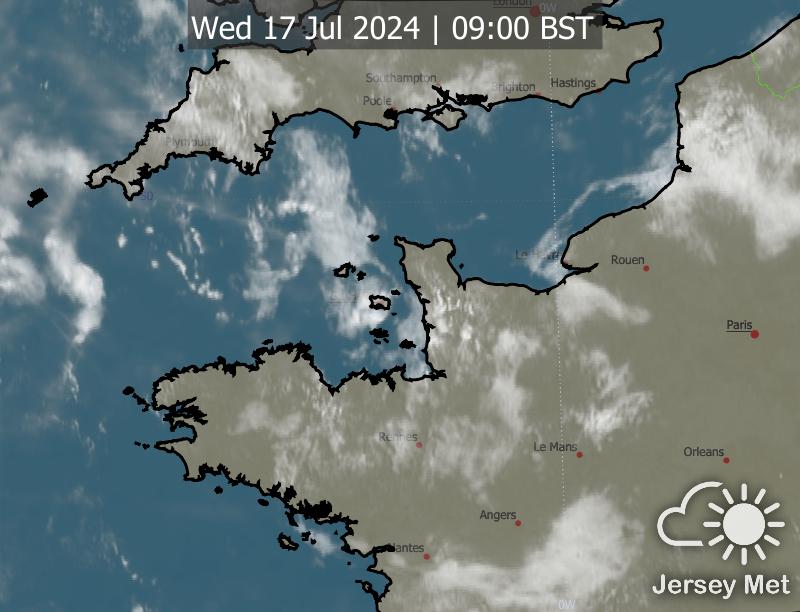 London
0W
Wed 17 Jul 2024 | 09:00 BST
Southampton
Brighton
Hastings
Poole
Plymouth
50
Le Havre
Rouen
Paris
Rennes
Le Mans
Orleans
Angers
Nantes
0W
Jersey Met